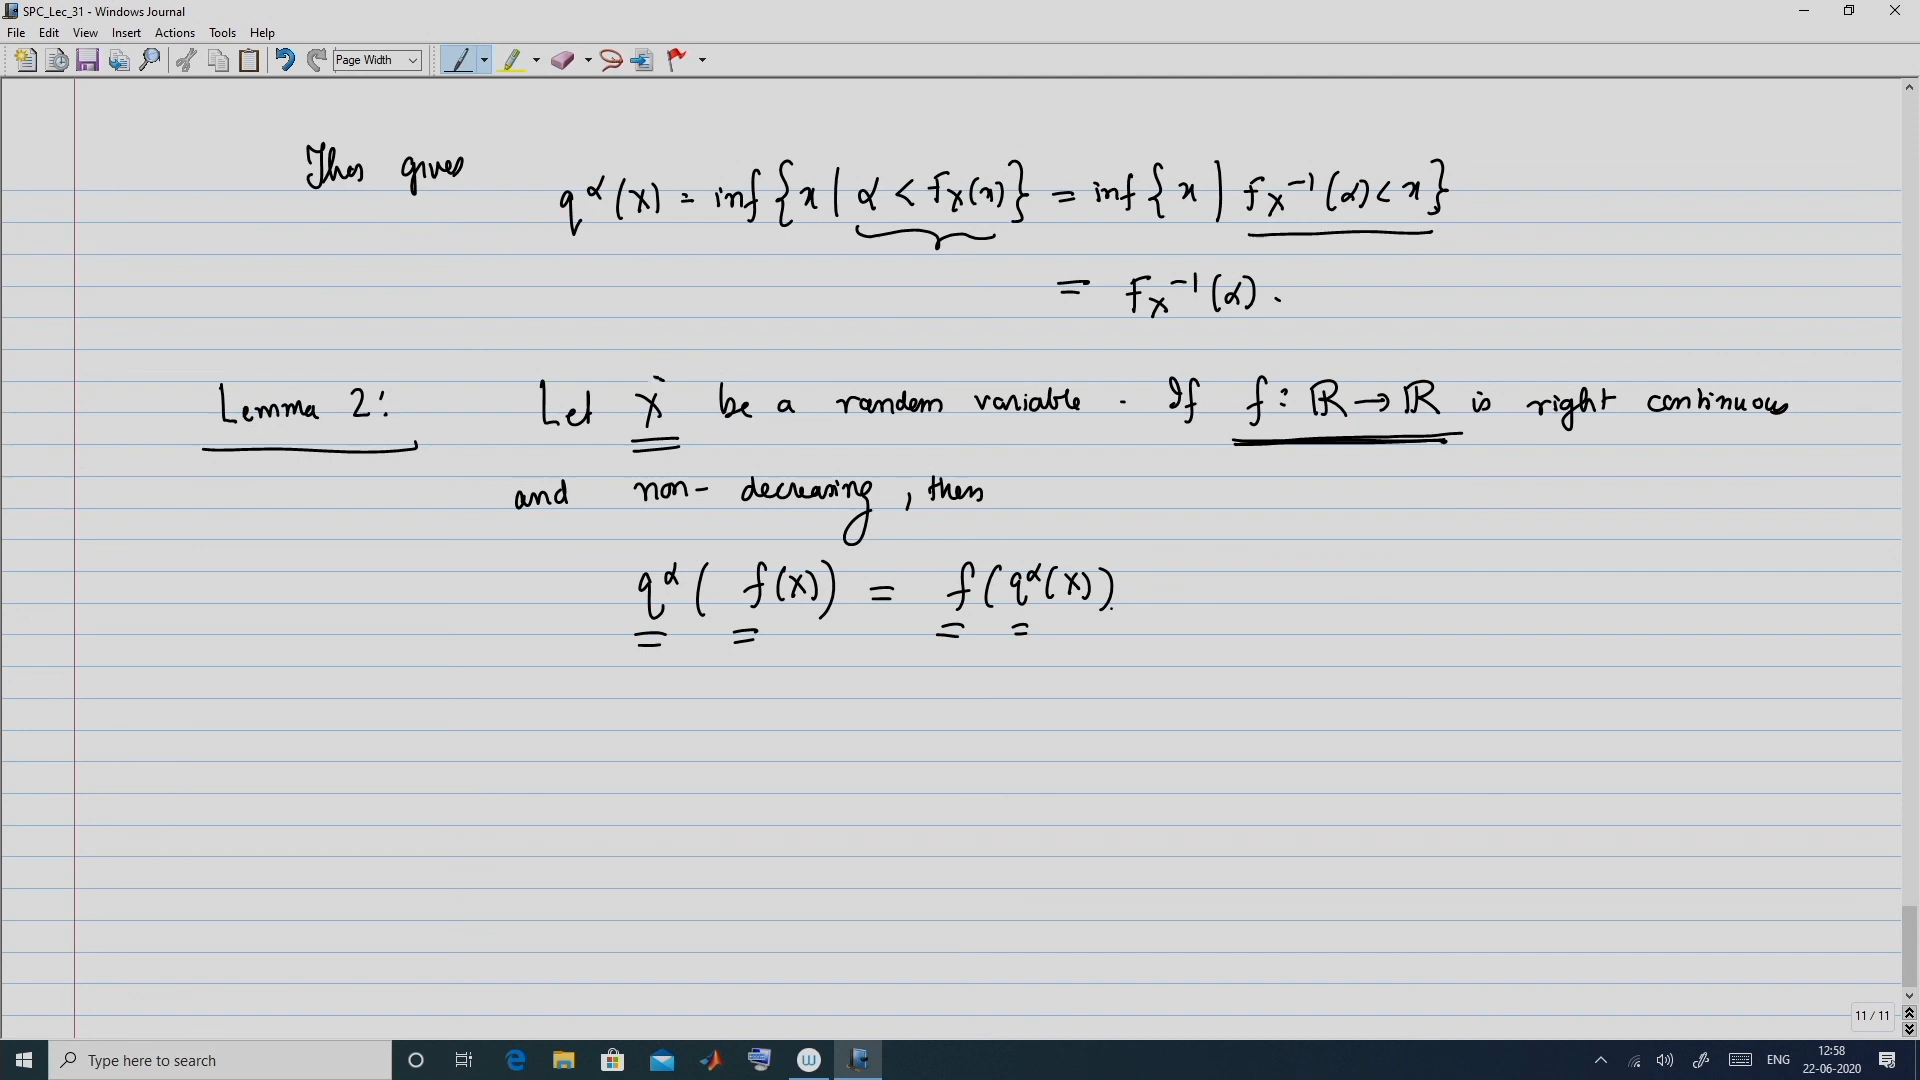 SPC_Lec_31 - Windows Journal
File Edit View Insert Actions Tools Help
Page Width
This gives
q^α(X) = inf{x | α < F_X(x)} = inf{x | F_X^{-1}(α) < x}
= F_X^{-1}(α).
Lemma 2: Let X be a random variable. If f: ℝ → ℝ is right continuous
and non-decreasing, then
q^α(f(X)) = f(q^α(X)).
11 / 11
Type here to search
ENG
12:58
22-06-2020